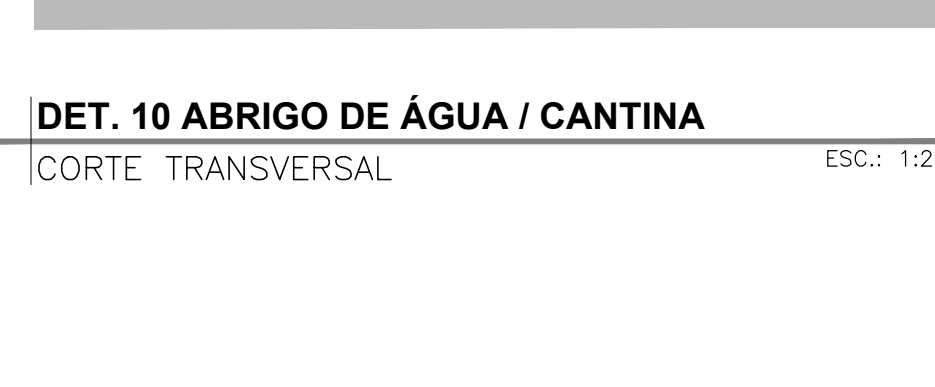 DET. 10 ABRIGO DE ÁGUA / CANTINA
CORTE TRANSVERSAL
ESC.: 1:2